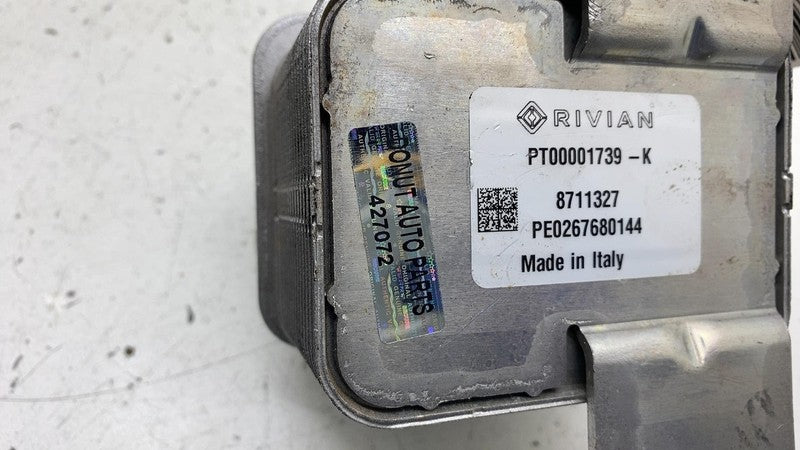 RIVIAN
PT00001739 -K
8711327
PE0267680144
Made in Italy
ONUT AUTO PARTS
427072